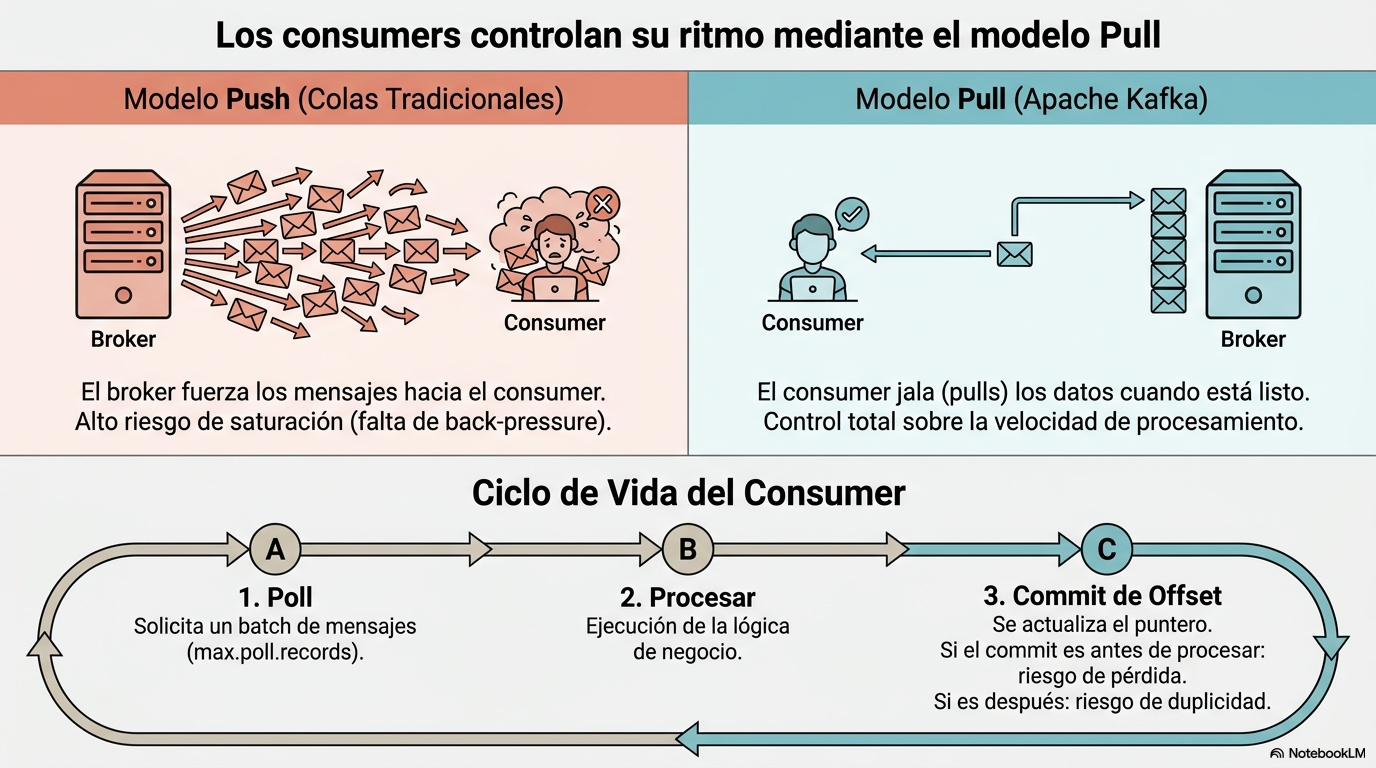 Los consumers controlan su ritmo mediante el modelo Pull
Modelo Push (Colas Tradicionales)
Broker
Consumer
El broker fuerza los mensajes hacia el consumer.
Alto riesgo de saturación (falta de back-pressure).
Modelo Pull (Apache Kafka)
Consumer
Broker
El consumer jala (pulls) los datos cuando está listo.
Control total sobre la velocidad de procesamiento.
Ciclo de Vida del Consumer
A
1. Poll
Solicita un batch de mensajes
(max.poll.records).
B
2. Procesar
Ejecución de la lógica
de negocio.
C
3. Commit de Offset
Se actualiza el puntero.
Si el commit es antes de procesar:
riesgo de pérdida.
Si es después: riesgo de duplicidad.
NotebookLM